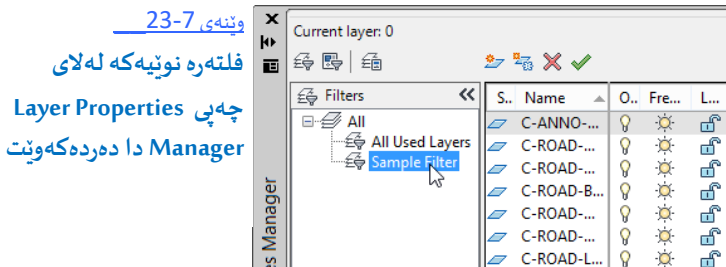 وێنەی 7-23
فلتەرە نوێیەکە لەلای
چەپی Layer Properties
Manager دا دەردەکەوێت
Current layer: 0
Filters
All
All Used Layers
Sample Filter
S.. Name O.. Fre... L...
C-ANNO-...
C-ROAD-...
C-ROAD-...
C-ROAD-B...
C-ROAD-...
C-ROAD-...
C-ROAD-L...
es Manager